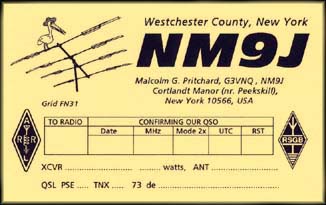 Westchester County, New York
NM9J
Malcolm G. Pritchard, G3VNQ , NM9J
Cortlandt Manor (nr. Peekskill),
New York 10566, USA
Grid FN31
TO RADIO CONFIRMING OUR QSO
Date MHz Mode 2x UTC RST
ARRL
RSGB
XCVR .................................. watts, ANT ..................................
QSL PSE ..... TNX ..... 73 de ..................................